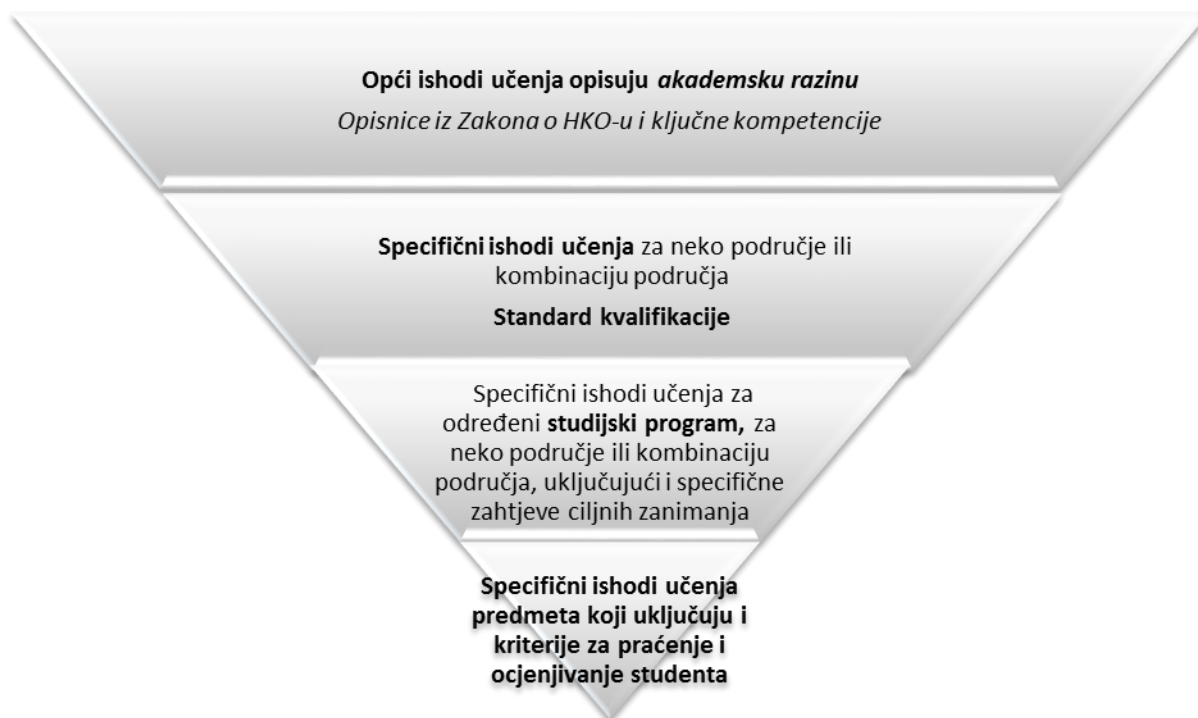 Opći ishodi učenja opisuju akademsku razinu
Opisnice iz Zakona o HKO-u i ključne kompetencije
Specifični ishodi učenja za neko područje ili
kombinaciju područja
Standard kvalifikacije
Specifični ishodi učenja za
određeni studijski program, za
neko područje ili kombinaciju
područja, uključujući i specifične
zahtjeve ciljnih zanimanja
Specifični ishodi učenja
predmeta koji uključuju i
kriterije za praćenje i
ocjenjivanje studenta